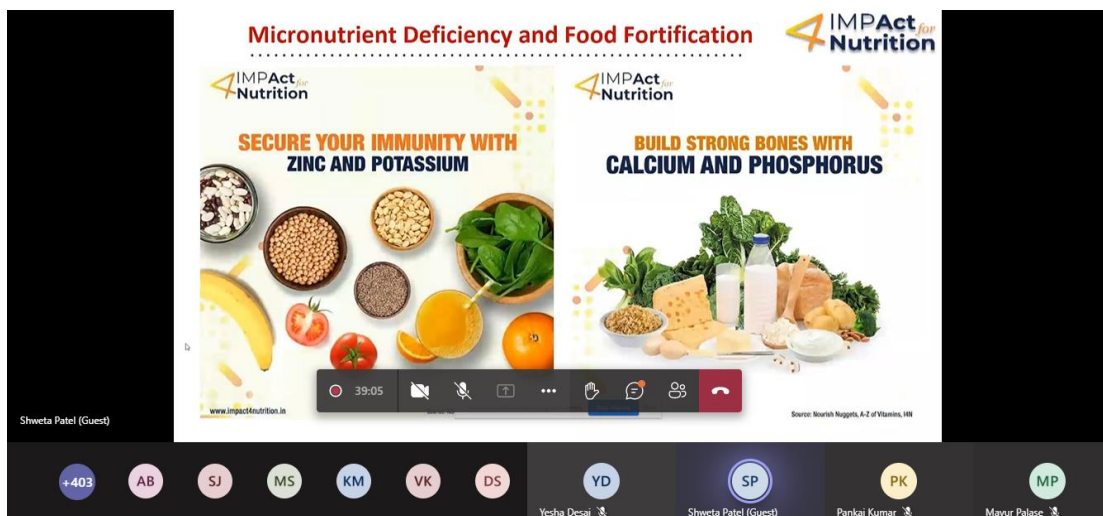 Micronutrient Deficiency and Food Fortification
4 IMPAct for
Nutrition
4 IMPAct for
Nutrition
SECURE YOUR IMMUNITY WITH
ZINC AND POTASSIUM
www.impact4nutrition.in
4 IMPAct for
Nutrition
BUILD STRONG BONES WITH
CALCIUM AND PHOSPHORUS
Source: Nourish Nuggets, A-Z of Vitamins, I4N
39:05
Shweta Patel (Guest)
+403
AB
SJ
MS
KM
VK
DS
YD
Yesha Desai
SP
Shweta Patel (Guest)
PK
Pankaj Kumar
MP
Mayur Palase